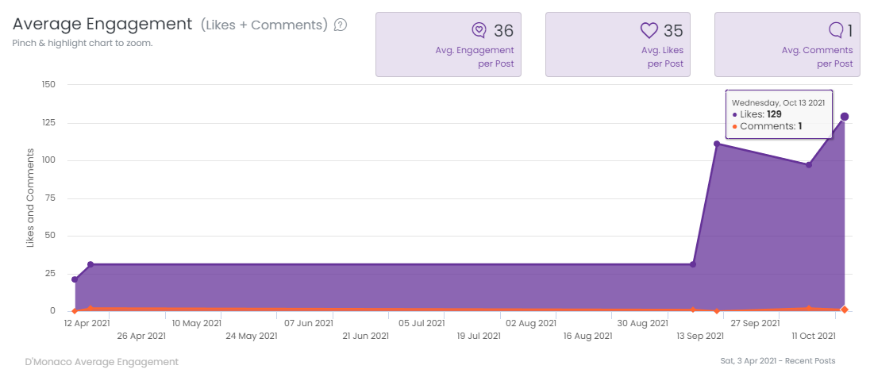 Average Engagement (Likes + Comments) ?
Pinch & highlight chart to zoom.
36
Avg. Engagement
per Post
35
Avg. Likes
per Post
1
Avg. Comments
per Post
150
125
100
75
50
25
0
Likes and Comments
Wednesday, Oct 13 2021
Likes: 129
Comments: 1
12 Apr 2021
26 Apr 2021
10 May 2021
24 May 2021
07 Jun 2021
21 Jun 2021
05 Jul 2021
19 Jul 2021
02 Aug 2021
16 Aug 2021
30 Aug 2021
13 Sep 2021
27 Sep 2021
11 Oct 2021
D'Monaco Average Engagement
Sat, 3 Apr 2021 - Recent Posts